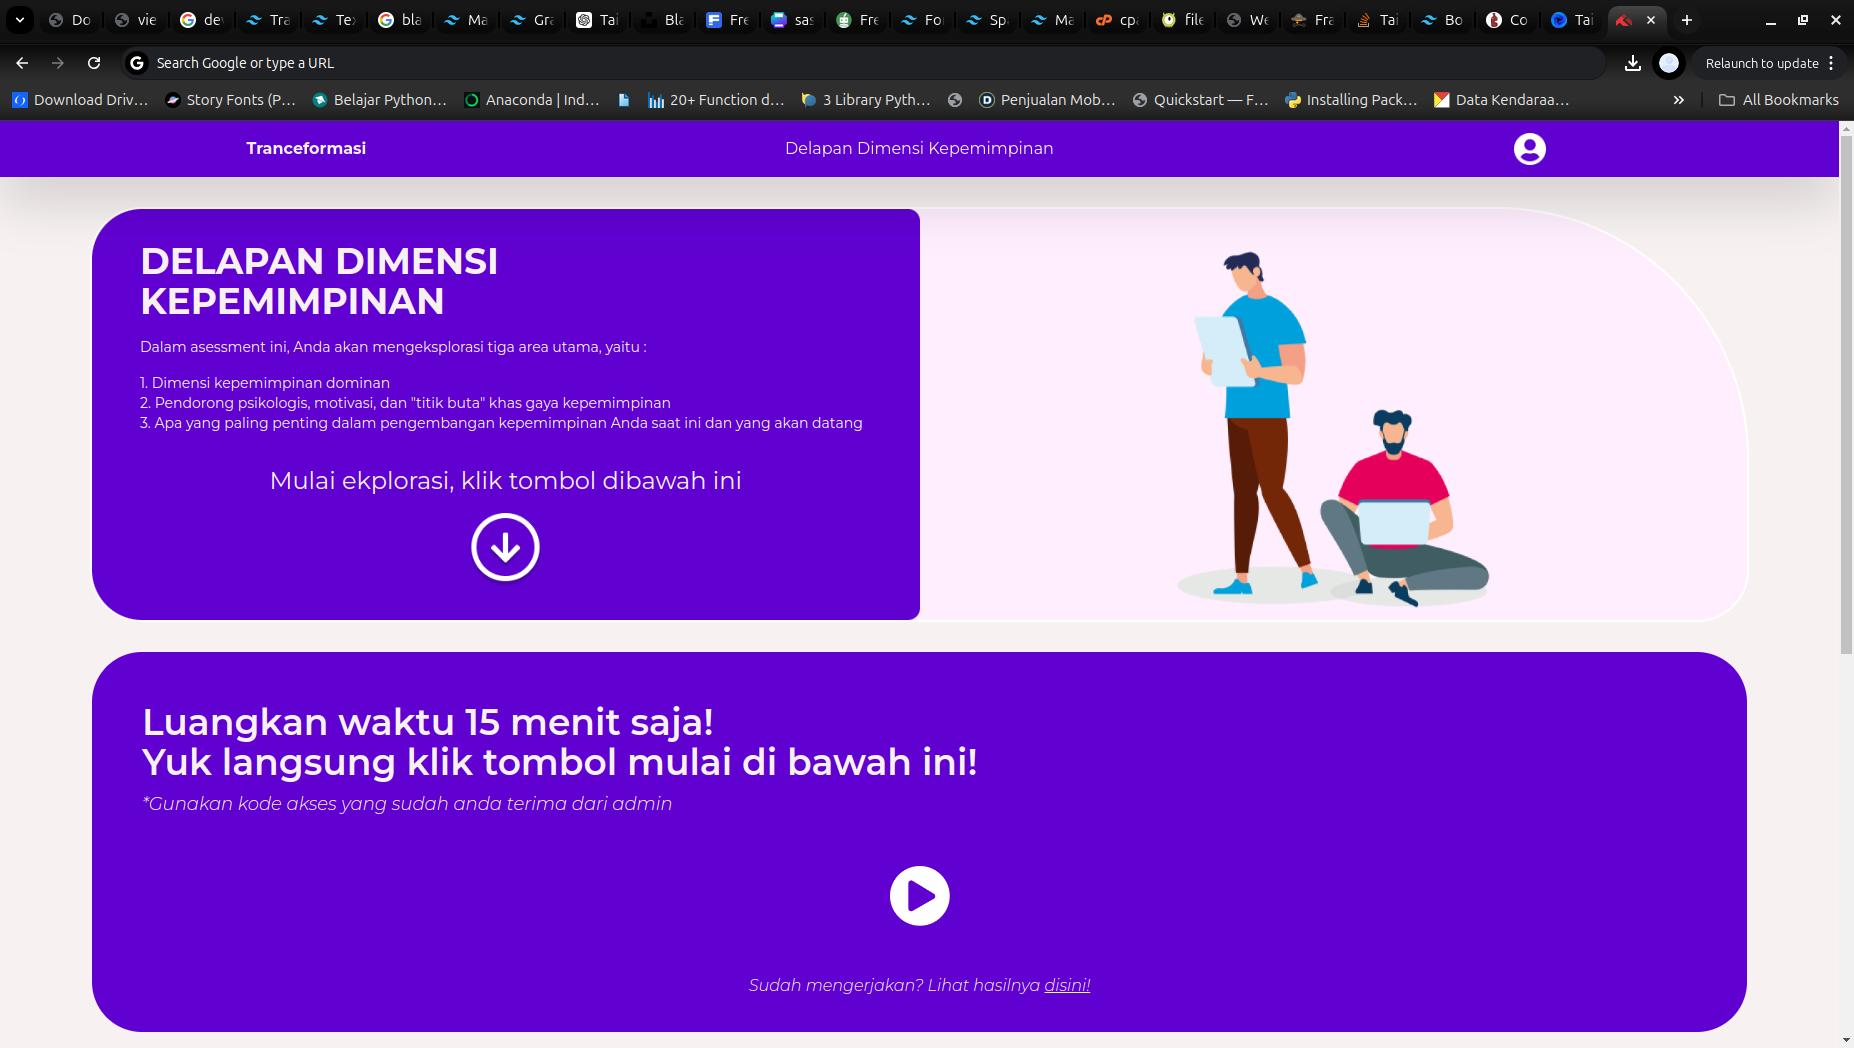 Do
vie
de
Tra
Te
bla
Ma
Gra
Tai
Bla
Fre
sas
Fre
Fo
Sp
Ma
cp
file
We
Fra
Tai
Bo
Co
Tai
Search Google or type a URL
Relaunch to update
Download Driv...
Story Fonts (P...
Belajar Python...
Anaconda | Ind...
20+ Function d...
3 Library Pyth...
Penjualan Mob...
Quickstart — F...
Installing Pack...
Data Kendaraa...
All Bookmarks
Tranceformasi
Delapan Dimensi Kepemimpinan
DELAPAN DIMENSI
KEPEMIMPINAN
Dalam asessment ini, Anda akan mengeksplorasi tiga area utama, yaitu :
1. Dimensi kepemimpinan dominan
2. Pendorong psikologis, motivasi, dan "titik buta" khas gaya kepemimpinan
3. Apa yang paling penting dalam pengembangan kepemimpinan Anda saat ini dan yang akan datang
Mulai ekplorasi, klik tombol dibawah ini
Luangkan waktu 15 menit saja!
Yuk langsung klik tombol mulai di bawah ini!
*Gunakan kode akses yang sudah anda terima dari admin
Sudah mengerjakan? Lihat hasilnya disini!